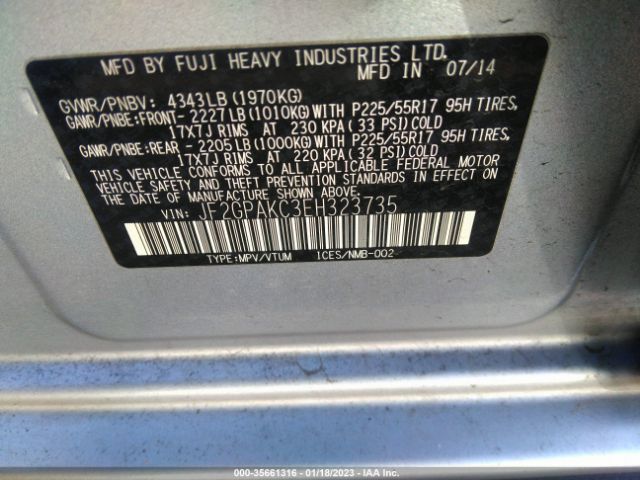 MFD BY FUJI HEAVY INDUSTRIES LTD.
MFD IN 07/14
GVWR/PNBV: 4343LB(1970KG)
GAWR/PNBE:FRONT- 2227LB(1010KG)WITH P225/55R17 95H TIRES,
17X7J RIMS AT 230 KPA(33 PSI)COLD
GAWR/PNBE:REAR - 2205LB(1000KG)WITH P225/55R17 95H TIRES,
17X7J RIMS AT 220 KPA(32 PSI)COLD
THIS VEHICLE CONFORMS TO ALL APPLICABLE FEDERAL MOTOR
VEHICLE SAFETY AND THEFT PREVENTION STANDARDS IN EFFECT ON
THE DATE OF MANUFACTURE SHOWN ABOVE.
VIN: JF2GPAKC3EH323735
TYPE:MPV/VTUM ICES/NMB-002
000-35661316 - 01/18/2023 - IAA Inc.